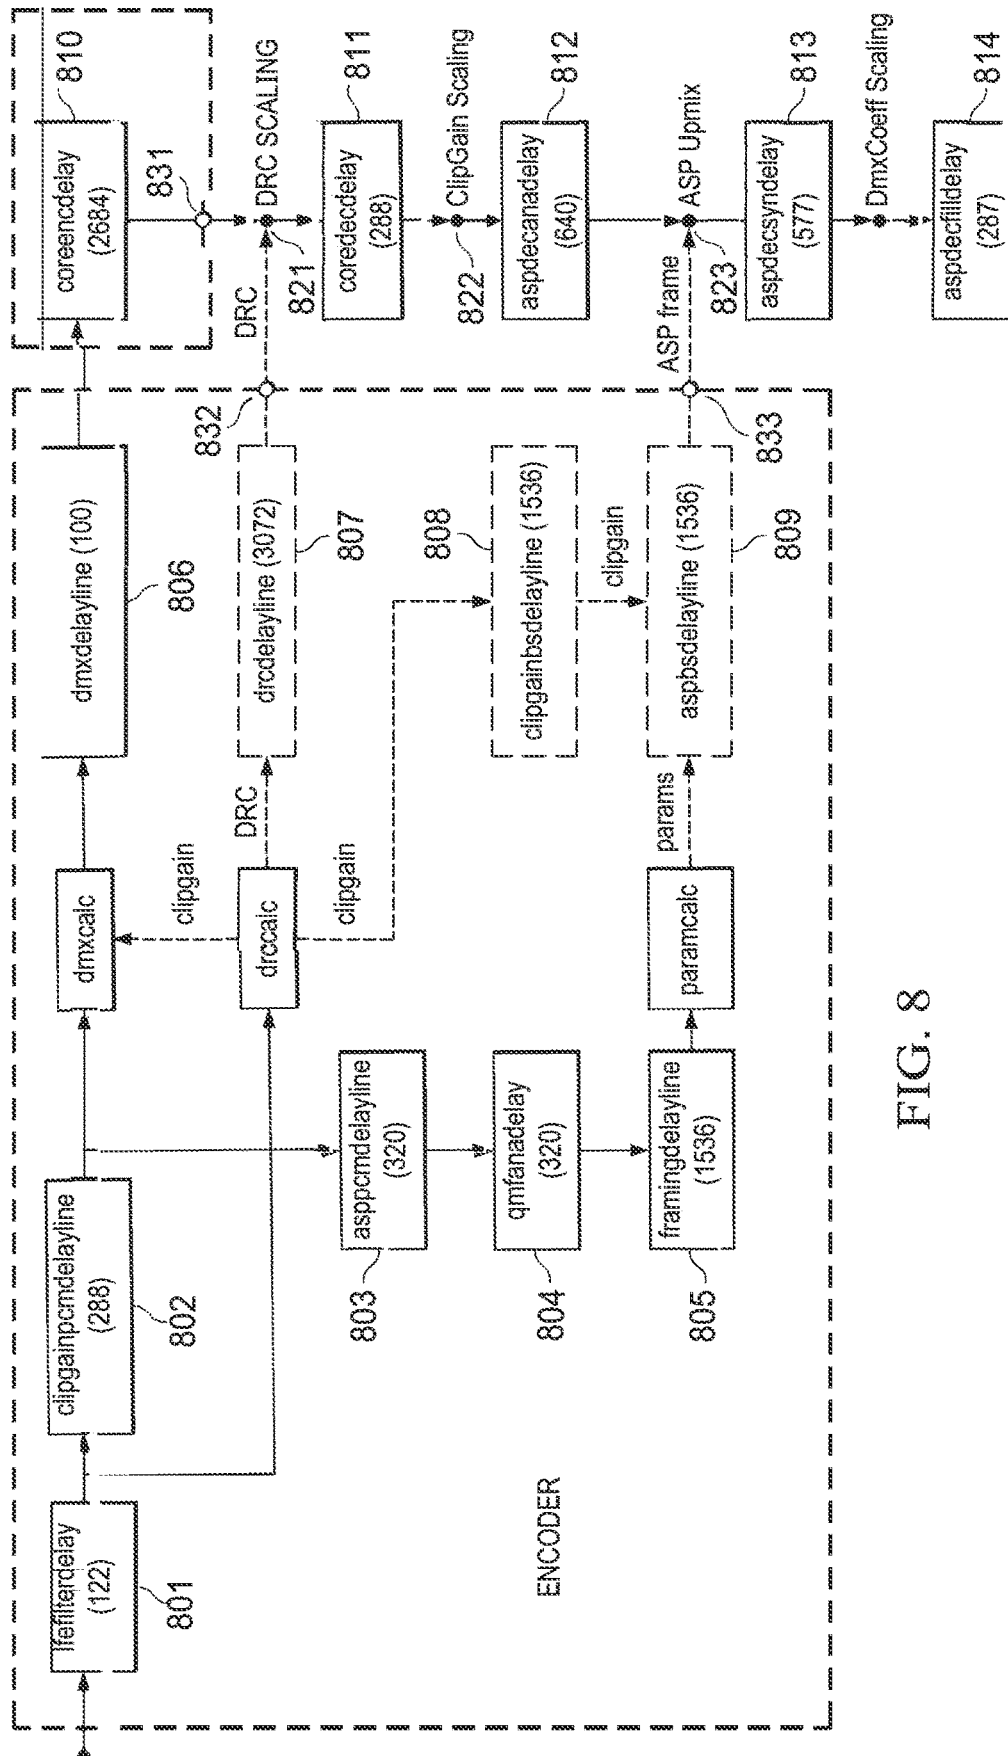 lfefilterdelay
(122)
801
clipgainpcmdelayline
(288)
802
dmxcalc
dmxdelayline (100)
806
coreencdelay
(2684)
810
831
clipgain
drccalc
DRC
drcdelayline (3072)
807
832
DRC
821
DRC SCALING
clipgain
asppcmdelayline
(320)
803
coredecdelay
(288)
811
822
ClipGain Scaling
qmfanadelay
(320)
804
clipgainbsdelayline (1536)
808
clipgain
aspdecanadelay
(640)
812
framingdelayline
(1536)
805
paramcalc
params
aspbsdelayline (1536)
809
833
ASP frame
823
ASP Upmix
aspdecsyndelay
(577)
813
DmxCoeff Scaling
aspdecfilldelay
(287)
814
ENCODER
FIG. 8